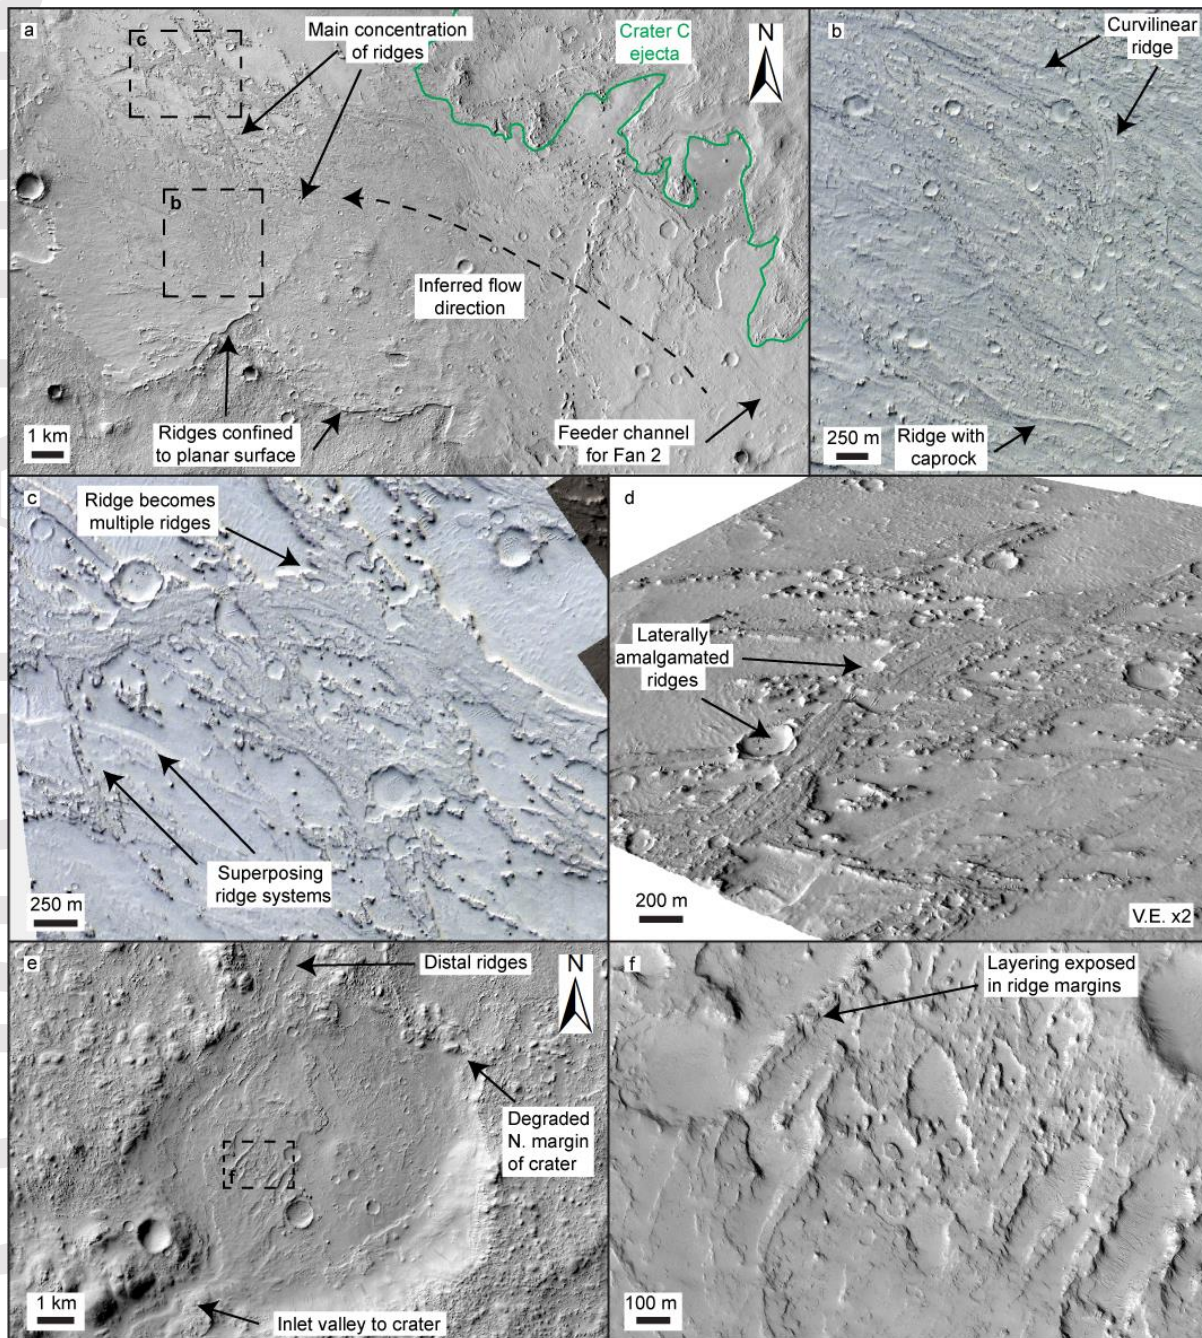 a
c
Main concentration
of ridges
Crater C
ejecta
N
b
Inferred flow
direction
Ridges confined
to planar surface
Feeder channel
for Fan 2
1 km
b
Curvilinear
ridge
Ridge with
caprock
250 m
c
Ridge becomes
multiple ridges
Superposing
ridge systems
250 m
d
Laterally
amalgamated
ridges
200 m
V.E. x2
e
Distal ridges
N
Degraded
N. margin
of crater
f
1 km
Inlet valley to crater
f
Layering exposed
in ridge margins
100 m